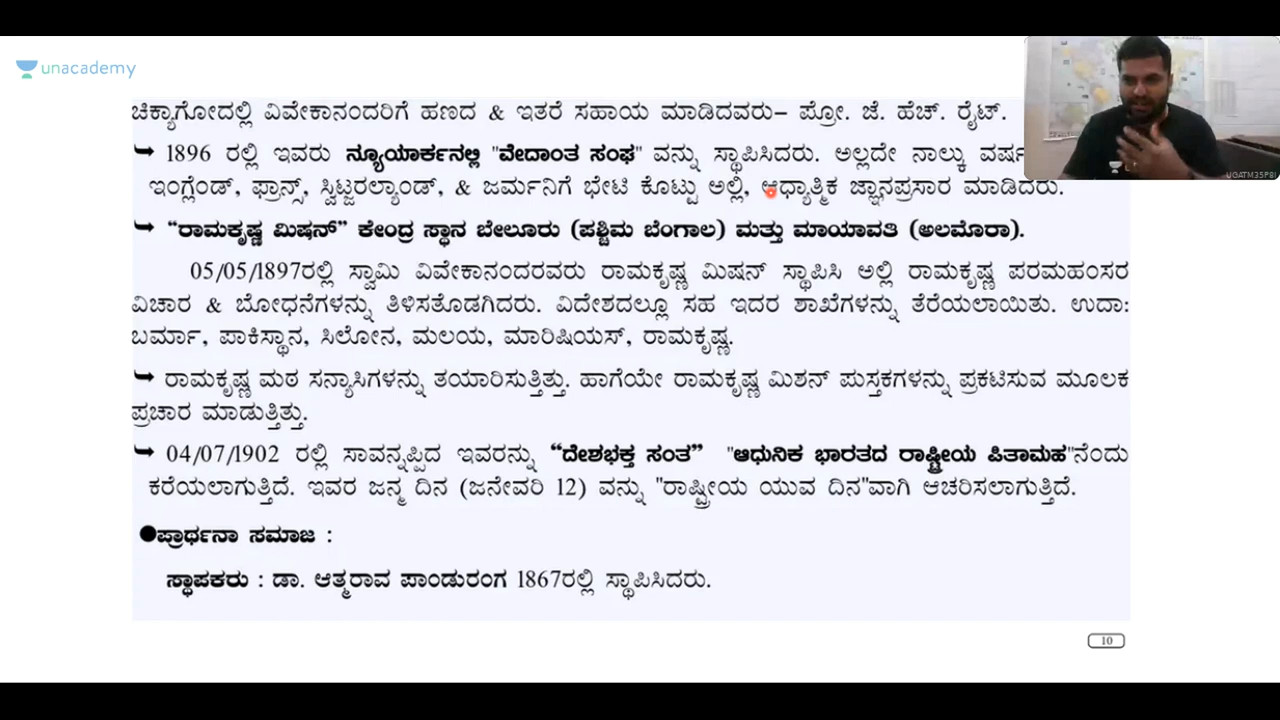 unacademy
ಚಿಕ್ಯಾಗೋದಲ್ಲಿ ವಿವೇಕಾನಂದರಿಗೆ ಹಣದ & ಇತರೆ ಸಹಾಯ ಮಾಡಿದವರು– ಪ್ರೋ. ಜೆ. ಹೆಚ್. ರೈಟ್.
➥ 1896 ರಲ್ಲಿ ಇವರು ನ್ಯೂಯಾರ್ಕನಲ್ಲಿ "ವೇದಾಂತ ಸಂಘ" ವನ್ನು ಸ್ಥಾಪಿಸಿದರು. ಅಲ್ಲದೇ ನಾಲ್ಕು ವರ್ಷ
ಇಂಗ್ಲೆಂಡ್, ಫ್ರಾನ್ಸ್, ಸ್ವಿಟ್ಜರಲ್ಯಾಂಡ್, & ಜರ್ಮನಿಗೆ ಭೇಟಿ ಕೊಟ್ಟು ಅಲ್ಲಿ, ಆಧ್ಯಾತ್ಮಿಕ ಜ್ಞಾನಪ್ರಸಾರ ಮಾಡಿದರು.
➥ “ರಾಮಕೃಷ್ಣ ಮಿಷನ್” ಕೇಂದ್ರ ಸ್ಥಾನ ಬೇಲೂರು (ಪಶ್ಚಿಮ ಬೆಂಗಾಲ) ಮತ್ತು ಮಾಯಾವತಿ (ಅಲಮೊರಾ).
05/05/1897ರಲ್ಲಿ ಸ್ವಾಮಿ ವಿವೇಕಾನಂದರವರು ರಾಮಕೃಷ್ಣ ಮಿಷನ್ ಸ್ಥಾಪಿಸಿ ಅಲ್ಲಿ ರಾಮಕೃಷ್ಣ ಪರಮಹಂಸರ
ವಿಚಾರ & ಬೋಧನೆಗಳನ್ನು ತಿಳಿಸತೊಡಗಿದರು. ವಿದೇಶದಲ್ಲೂ ಸಹ ಇದರ ಶಾಖೆಗಳನ್ನು ತೆರೆಯಲಾಯಿತು. ಉದಾ:
ಬರ್ಮಾ, ಪಾಕಿಸ್ಥಾನ, ಸಿಲೋನ, ಮಲಯ, ಮಾರಿಷಿಯಸ್, ರಾಮಕೃಷ್ಣ.
➥ ರಾಮಕೃಷ್ಣ ಮಠ ಸನ್ಯಾಸಿಗಳನ್ನು ತಯಾರಿಸುತ್ತಿತ್ತು. ಹಾಗೆಯೇ ರಾಮಕೃಷ್ಣ ಮಿಶನ್ ಪುಸ್ತಕಗಳನ್ನು ಪ್ರಕಟಿಸುವ ಮೂಲಕ
ಪ್ರಚಾರ ಮಾಡುತ್ತಿತ್ತು.
➥ 04/07/1902 ರಲ್ಲಿ ಸಾವನ್ನಪ್ಪಿದ ಇವರನ್ನು “ದೇಶಭಕ್ತ ಸಂತ” "ಆಧುನಿಕ ಭಾರತದ ರಾಷ್ಟ್ರೀಯ ಪಿತಾಮಹ"ನೆಂದು
ಕರೆಯಲಾಗುತ್ತಿದೆ. ಇವರ ಜನ್ಮ ದಿನ (ಜನೇವರಿ 12) ವನ್ನು "ರಾಷ್ಟ್ರೀಯ ಯುವ ದಿನ"ವಾಗಿ ಆಚರಿಸಲಾಗುತ್ತಿದೆ.
●ಪ್ರಾರ್ಥನಾ ಸಮಾಜ :
ಸ್ಥಾಪಕರು : ಡಾ. ಆತ್ಮರಾವ ಪಾಂಡುರಂಗ 1867ರಲ್ಲಿ ಸ್ಥಾಪಿಸಿದರು.
10